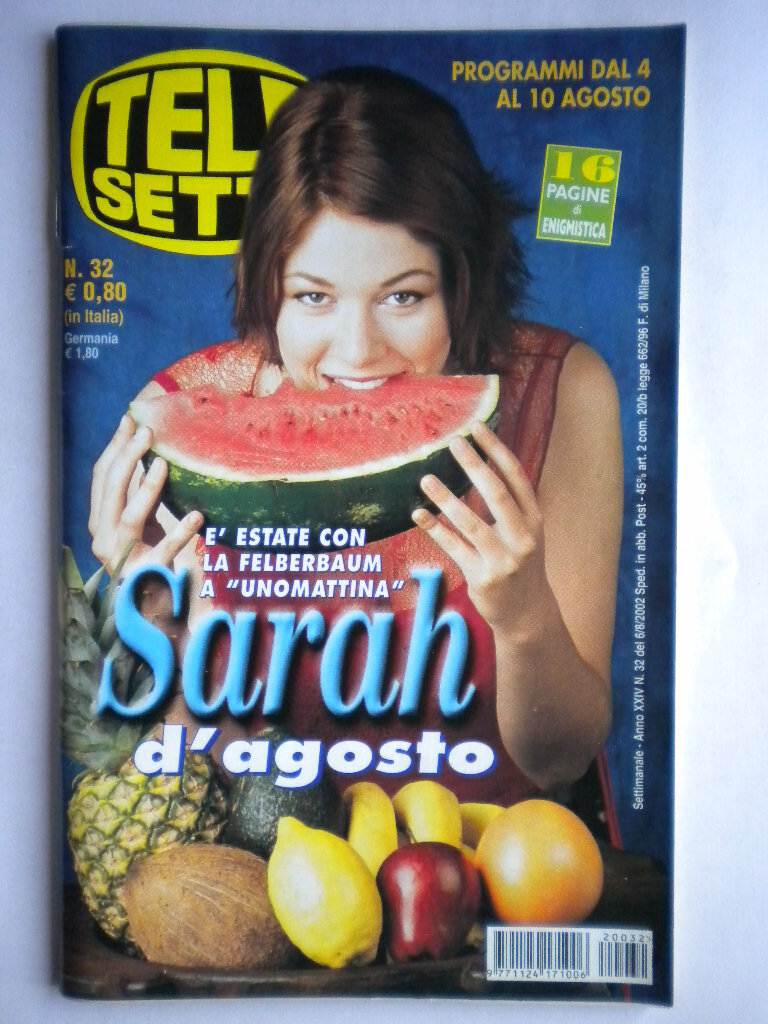 TEL
SETT
PROGRAMMI DAL 4
AL 10 AGOSTO
16
PAGINE
di
ENIGMISTICA
N. 32
€ 0,80
(in Italia)
Germania
€ 1,80
E' ESTATE CON
LA FELBERBAUM
A "UNOMATTINA"
Sarah
d'agosto
Settimanale - Anno XXIV N. 32 del 6/8/2002 Sped. in abb. Post - 45% art. 2 com. 20/b legge 662/96 F. di Milano
20032
9 771124 171006